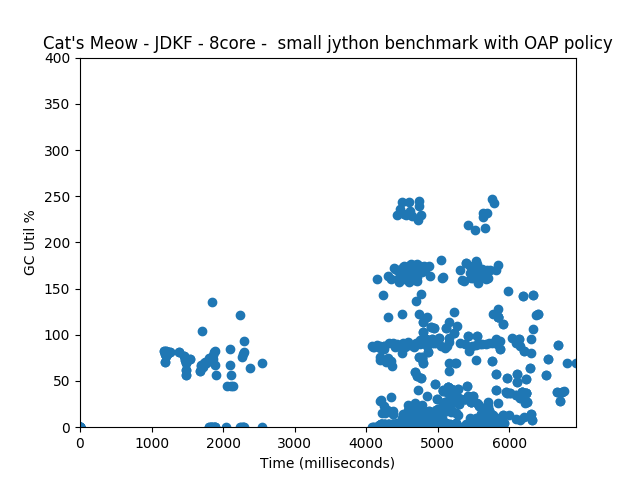 Cat's Meow - JDKF - 8core -  small jython benchmark with OAP policy
400
350
300
250
200
150
100
50
0
GC Util %
0 1000 2000 3000 4000 5000 6000
Time (milliseconds)